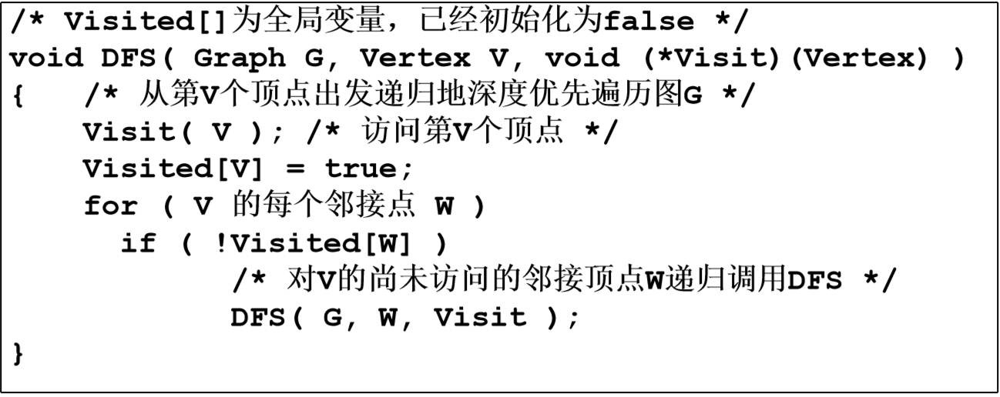 /* Visited[]为全局变量，已经初始化为false */
void DFS( Graph G, Vertex V, void (*Visit)(Vertex) )
{   /* 从第V个顶点出发递归地深度优先遍历图G */
    Visit( V ); /* 访问第V个顶点 */
    Visited[V] = true;
    for ( V 的每个邻接点 W )
      if ( !Visited[W] )
            /* 对V的尚未访问的邻接顶点W递归调用DFS */
            DFS( G, W, Visit );
}